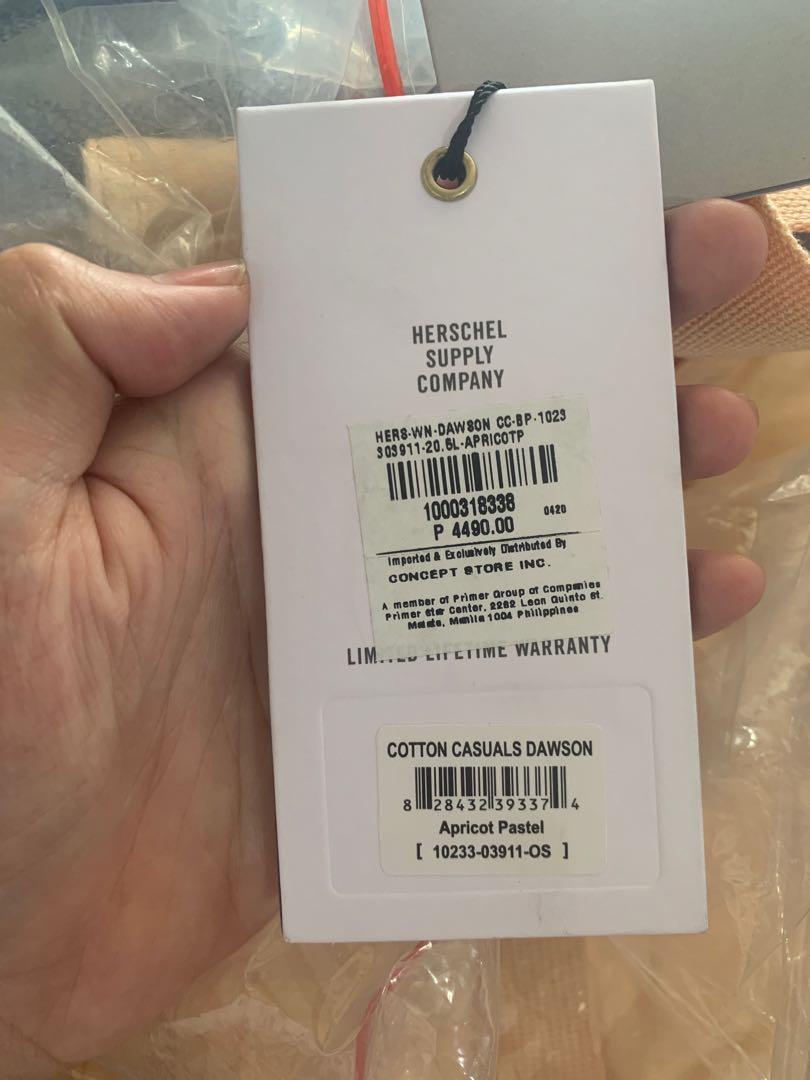 HERSCHEL
SUPPLY
COMPANY
HERS-WN-DAWSON CC-BP-1023
303911-20.5L-APRICOTP
1000318338
P 4490.00
0420
Imported & Exclusively Distributed By
CONCEPT STORE INC.
A member of Primer Group of Companies
Primer Star Center, 2282 Leon Guinto St.
Malate, Manila 1004 Philippines
LIMITED LIFETIME WARRANTY
COTTON CASUALS DAWSON
8 28432 39337 4
Apricot Pastel
[ 10233-03911-OS ]